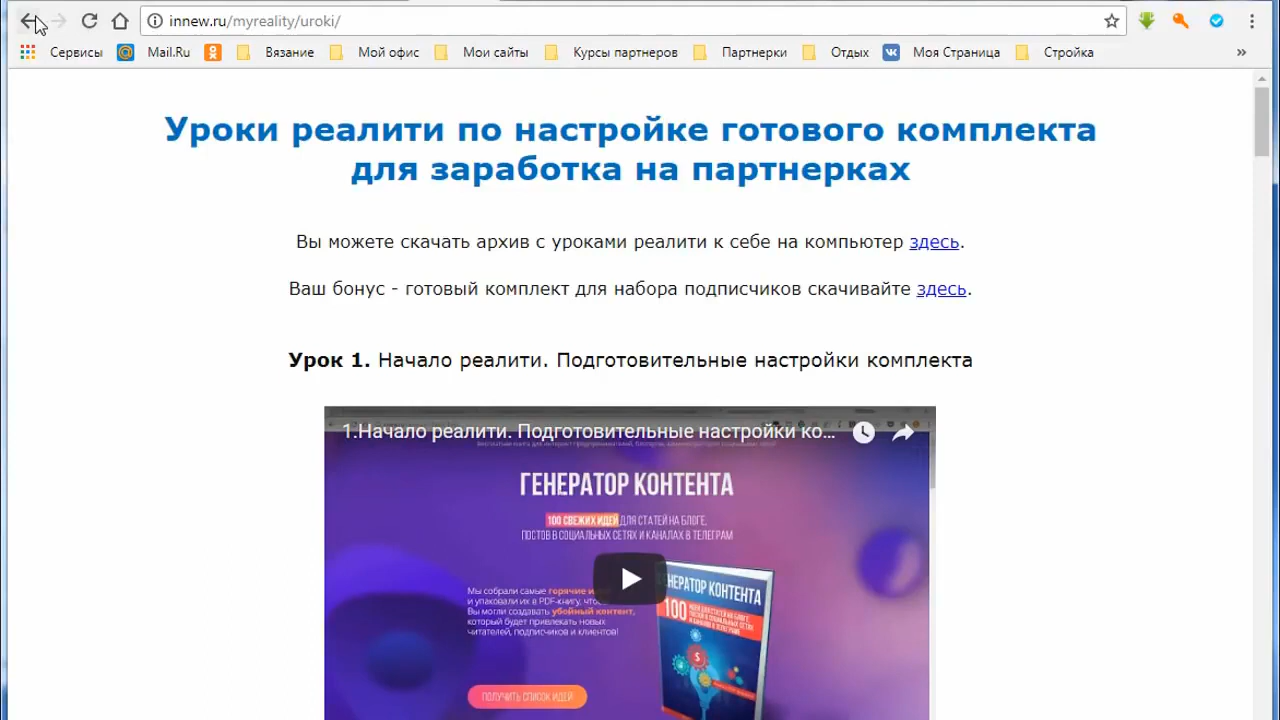 innew.ru/myreality/uroki/
Сервисы Mail.Ru Вязание Мой офис Мои сайты Курсы партнеров Партнерки Отдых Моя Страница Стройка »
Уроки реалити по настройке готового комплекта
для заработка на партнерках
Вы можете скачать архив с уроками реалити к себе на компьютер здесь.
Ваш бонус - готовый комплект для набора подписчиков скачивайте здесь.
Урок 1. Начало реалити. Подготовительные настройки комплекта
1.Начало реалити. Подготовительные настройки ко...
ГЕНЕРАТОР КОНТЕНТА
100 СВЕЖИХ ИДЕЙ ДЛЯ СТАТЕЙ НА БЛОГЕ,
ПОСТОВ В СОЦИАЛЬНЫХ СЕТЯХ И КАНАЛАХ В ТЕЛЕГРАМ
Мы собрали самые горячие
и упаковали их в PDF-книгу,
Вы могли создавать убойный контент,
который будет привлекать новых
читателей, подписчиков и клиентов!
ПОЛУЧИТЬ СПИСОК ИДЕЙ
ГЕНЕРАТОР КОНТЕНТА
100